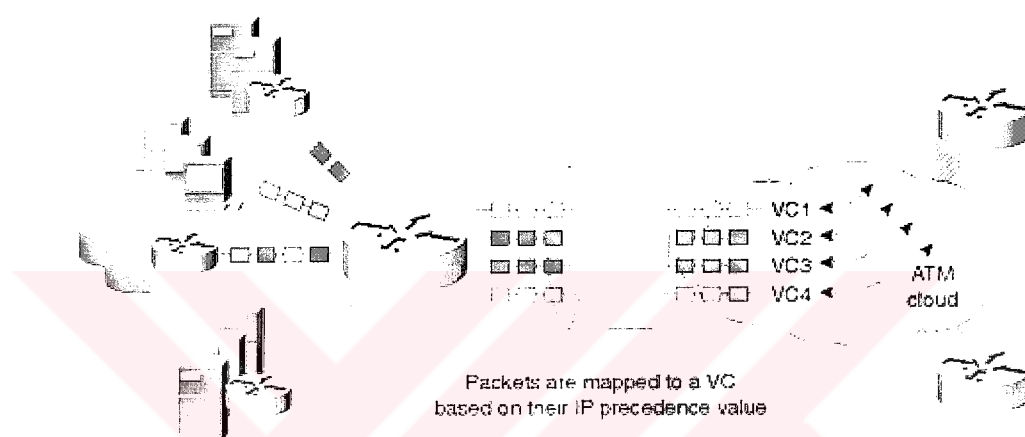 VC1
VC2
VC3
VC4
ATM
cloud
Packets are mapped to a VC
based on their IP precedence value